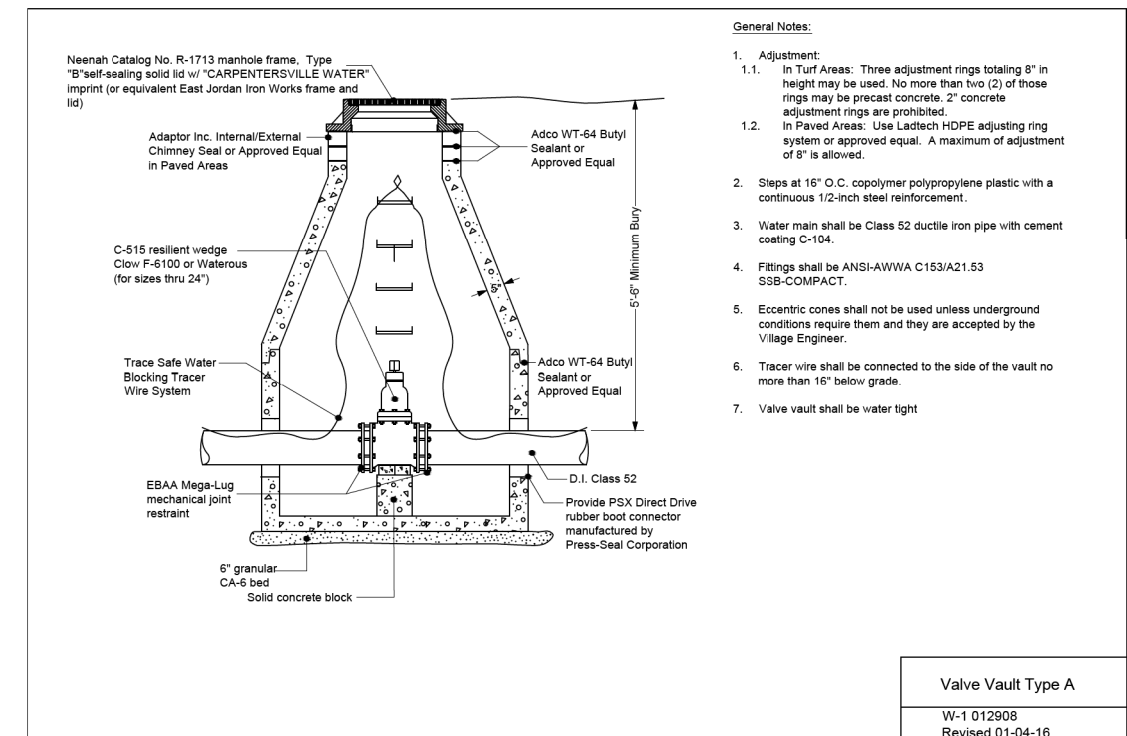 Neenah Catalog No. R-1713 manhole frame, Type
"B"self-sealing solid lid w/ "CARPENTERSVILLE WATER"
imprint (or equivalent East Jordan Iron Works frame and
lid)
Adaptor Inc. Internal/External
Chimney Seal or Approved Equal
in Paved Areas
Adco WT-64 Butyl
Sealant or
Approved Equal
C-515 resilient wedge
Clow F-6100 or Waterous
(for sizes thru 24")
5"
5'-6" Minimum Bury
Trace Safe Water
Blocking Tracer
Wire System
Adco WT-64 Butyl
Sealant or
Approved Equal
EBAA Mega-Lug
mechanical joint
restraint
D.I. Class 52
Provide PSX Direct Drive
rubber boot connector
manufactured by
Press-Seal Corporation
6" granular
CA-6 bed
Solid concrete block
General Notes:
1. Adjustment:
1.1. In Turf Areas: Three adjustment rings totaling 8" in
height may be used. No more than two (2) of those
rings may be precast concrete. 2" concrete
adjustment rings are prohibited.
1.2. In Paved Areas: Use Ladtech HDPE adjusting ring
system or approved equal. A maximum of adjustment
of 8" is allowed.
2. Steps at 16" O.C. copolymer polypropylene plastic with a
continuous 1/2-inch steel reinforcement.
3. Water main shall be Class 52 ductile iron pipe with cement
coating C-104.
4. Fittings shall be ANSI-AWWA C153/A21.53
SSB-COMPACT.
5. Eccentric cones shall not be used unless underground
conditions require them and they are accepted by the
Village Engineer.
6. Tracer wire shall be connected to the side of the vault no
more than 16" below grade.
7. Valve vault shall be water tight
Valve Vault Type A
W-1 012908
Revised 01-04-16